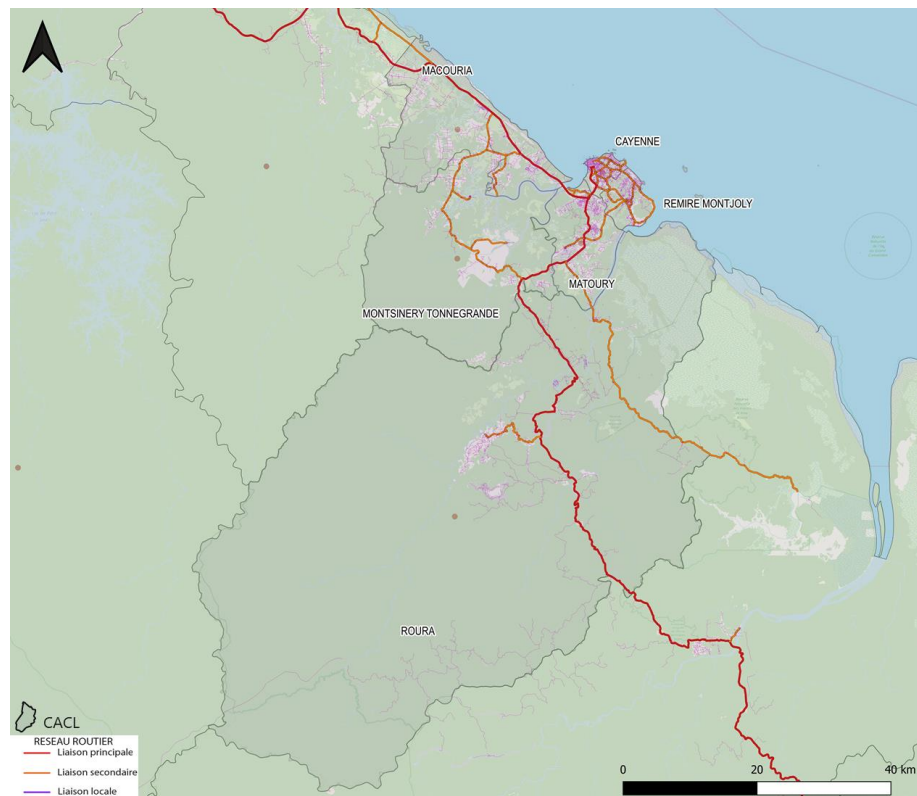 MACOURIA
CAYENNE
REMIRE MONTJOLY
MATOURY
MONTSINERY TONNEGRANDE
ROURA
CACL
RESEAU ROUTIER
Liaison principale
Liaison secondaire
Liaison locale
0 20 40 km